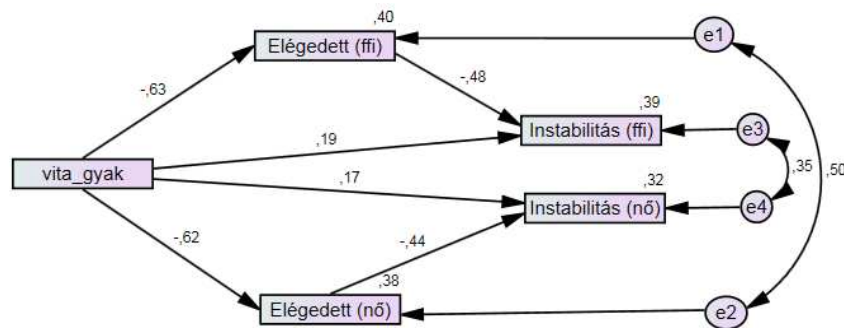 ,40
Elégedett (ffi)
e1
-,63
-,48
,39
Instabilitás (ffi)
e3
,19
vita_gyak
,35
,50
,17
,32
Instabilitás (nő)
e4
-,62
-,44
,38
Elégedett (nő)
e2